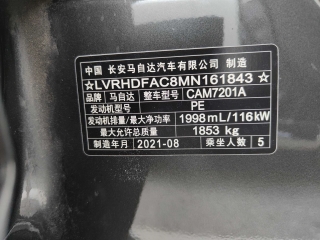 中国 长安马自达汽车有限公司 制造
☆LVRHDFAC8MN161843☆
品牌 马自达 整车型号 CAM7201A
发动机型号 PE
发动机排量/最大净功率 1998mL/116kW
最大允许总质量 1853 kg
制造年月 2021-08 乘坐人数 5